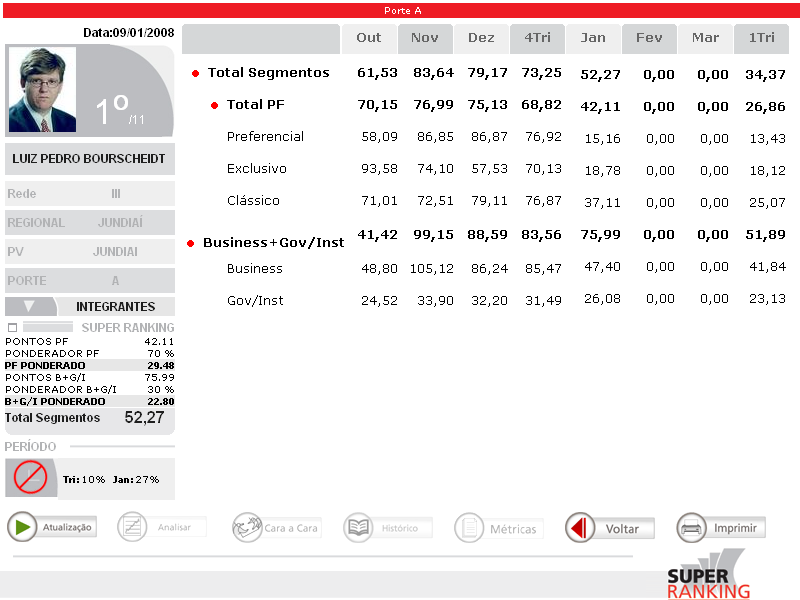 Porte A
Data:09/01/2008
Out Nov Dez 4Tri Jan Fev Mar 1Tri
1º/11
Total Segmentos 61,53 83,64 79,17 73,25 52,27 0,00 0,00 34,37
Total PF 70,15 76,99 75,13 68,82 42,11 0,00 0,00 26,86
Preferencial 58,09 86,85 86,87 76,92 15,16 0,00 0,00 13,43
Exclusivo 93,58 74,10 57,53 70,13 18,78 0,00 0,00 18,12
Clássico 71,01 72,51 79,11 76,87 37,11 0,00 0,00 25,07
Business+Gov/Inst 41,42 99,15 88,59 83,56 75,99 0,00 0,00 51,89
Business 48,80 105,12 86,24 85,47 47,40 0,00 0,00 41,84
Gov/Inst 24,52 33,90 32,20 31,49 26,08 0,00 0,00 23,13
LUIZ PEDRO BOURSCHEIDT
Rede III
REGIONAL JUNDIAÍ
PV JUNDIAI
PORTE A
INTEGRANTES
SUPER RANKING
PONTOS PF 42.11
PONDERADOR PF 70 %
PF PONDERADO 29.48
PONTOS B+G/I 75.99
PONDERADOR B+G/I 30 %
B+G/I PONDERADO 22.80
Total Segmentos 52,27
PERÍODO
Tri: 10% Jan: 27%
Atualização Analisar Cara a Cara Histórico Métricas Voltar Imprimir
SUPER
RANKING